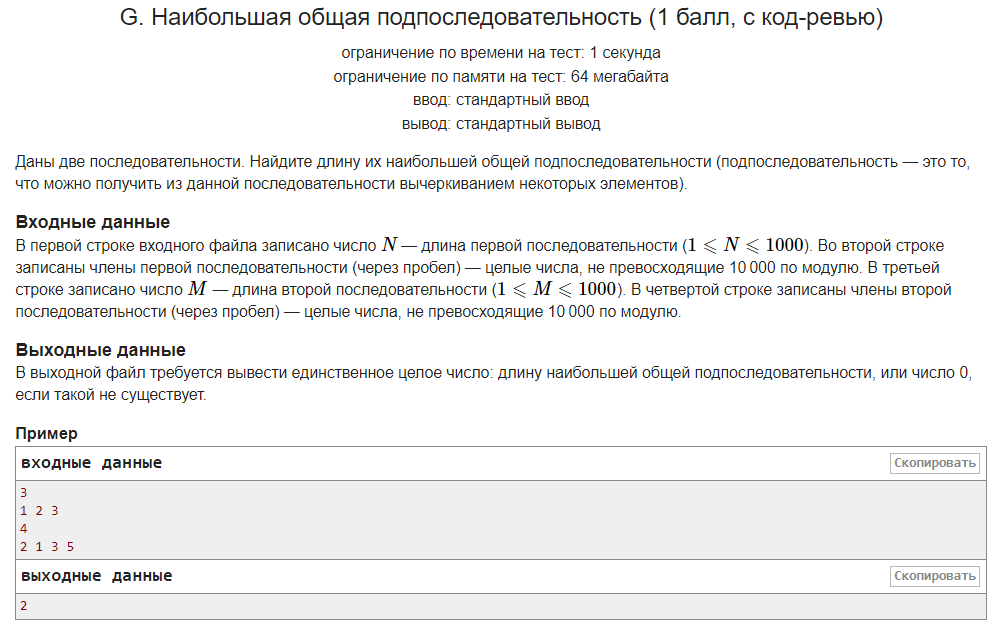 G. Наибольшая общая подпоследовательность (1 балл, с код-ревью)
ограничение по времени на тест: 1 секунда
ограничение по памяти на тест: 64 мегабайта
ввод: стандартный ввод
вывод: стандартный вывод
Даны две последовательности. Найдите длину их наибольшей общей подпоследовательности (подпоследовательность — это то,
что можно получить из данной последовательности вычеркиванием некоторых элементов).
Входные данные
В первой строке входного файла записано число N — длина первой последовательности (1 ⩽ N ⩽ 1000). Во второй строке
записаны члены первой последовательности (через пробел) — целые числа, не превосходящие 10 000 по модулю. В третьей
строке записано число M — длина второй последовательности (1 ⩽ M ⩽ 1000). В четвертой строке записаны члены второй
последовательности (через пробел) — целые числа, не превосходящие 10 000 по модулю.
Выходные данные
В выходной файл требуется вывести единственное целое число: длину наибольшей общей подпоследовательности, или число 0,
если такой не существует.
Пример
входные данные Скопировать
3
1 2 3
4
2 1 3 5
выходные данные Скопировать
2